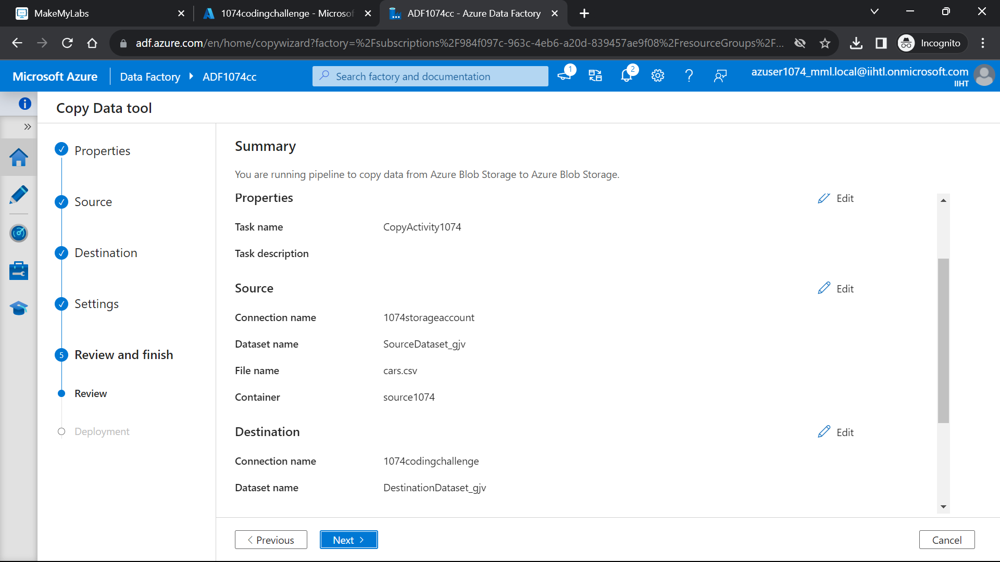 MakeMyLabs
1074codingchallenge - Microsof
ADF1074cc - Azure Data Factory
adf.azure.com/en/home/copywizard?factory=%2Fsubscriptions%2F984f097c-963c-4eb6-a20d-839457ae9f08%2FresourceGroups%2F...
Incognito
Microsoft Azure
Data Factory
ADF1074cc
Search factory and documentation
1
2
azuser1074_mml.local@iihtl.onmicrosoft.com
IIHT
Copy Data tool
Properties
Source
Destination
Settings
5
Review and finish
Review
Deployment
Summary
You are running pipeline to copy data from Azure Blob Storage to Azure Blob Storage.
Properties
Edit
Task name
CopyActivity1074
Task description
Source
Edit
Connection name
1074storageaccount
Dataset name
SourceDataset_gjv
File name
cars.csv
Container
source1074
Destination
Edit
Connection name
1074codingchallenge
Dataset name
DestinationDataset_gjv
Previous
Next
Cancel